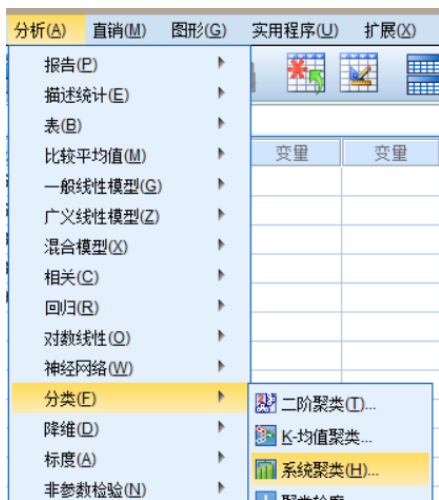 分析(A) 直销(M) 图形(G) 实用程序(U) 扩展(X)
报告(P)
描述统计(E)
表(B)
比较平均值(M)
变量 变量
一般线性模型(G)
广义线性模型(Z)
混合模型(X)
相关(C)
回归(R)
对数线性(O)
神经网络(W)
分类(F)
二阶聚类(T)...
降维(D)
K-均值聚类...
标度(A)
系统聚类(H)...
非参数检验(N)